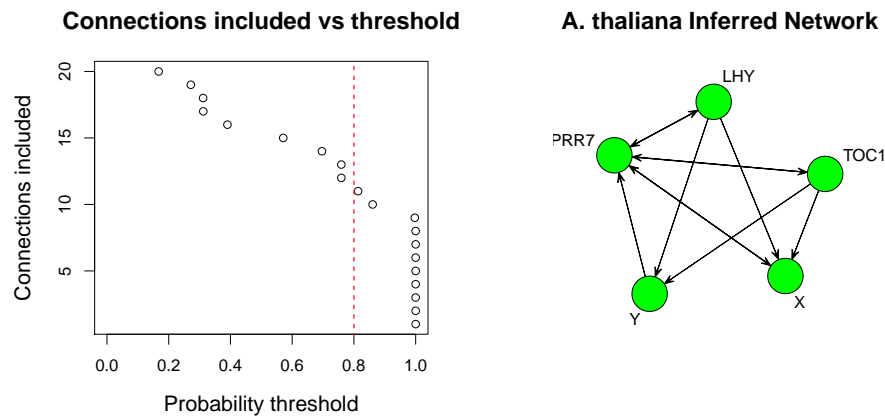 Connections included vs threshold
A. thaliana Inferred Network
Connections included
20
15
10
5
0.0 0.2 0.4 0.6 0.8 1.0
Probability threshold
LHY
PRR7
TOC1
X
Y